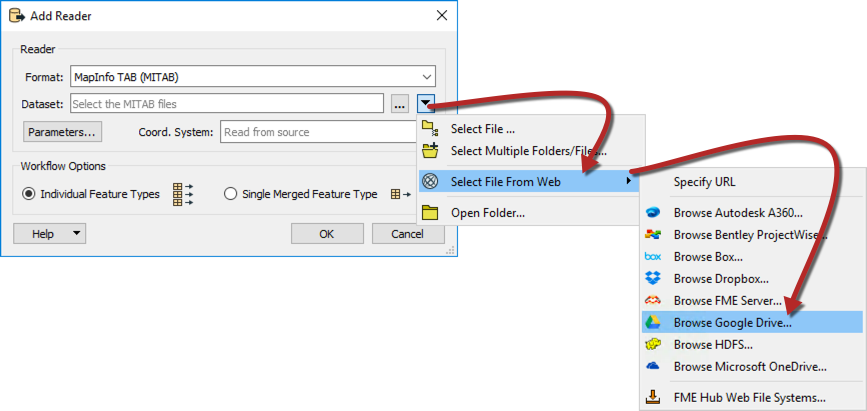 Add Reader
Reader
Format: MapInfo TAB (MITAB)
Dataset: Select the MITAB files ...
Parameters... Coord. System: Read from source
Workflow Options
Individual Feature Types Single Merged Feature Type
Help OK Cancel
Select File ...
Select Multiple Folders/Files...
Select File From Web
Open Folder...
Specify URL
Browse Autodesk A360...
Browse Bentley ProjectWise...
box Browse Box...
Browse Dropbox...
Browse FME Server...
Browse Google Drive...
Browse HDFS...
Browse Microsoft OneDrive...
FME Hub Web File Systems...